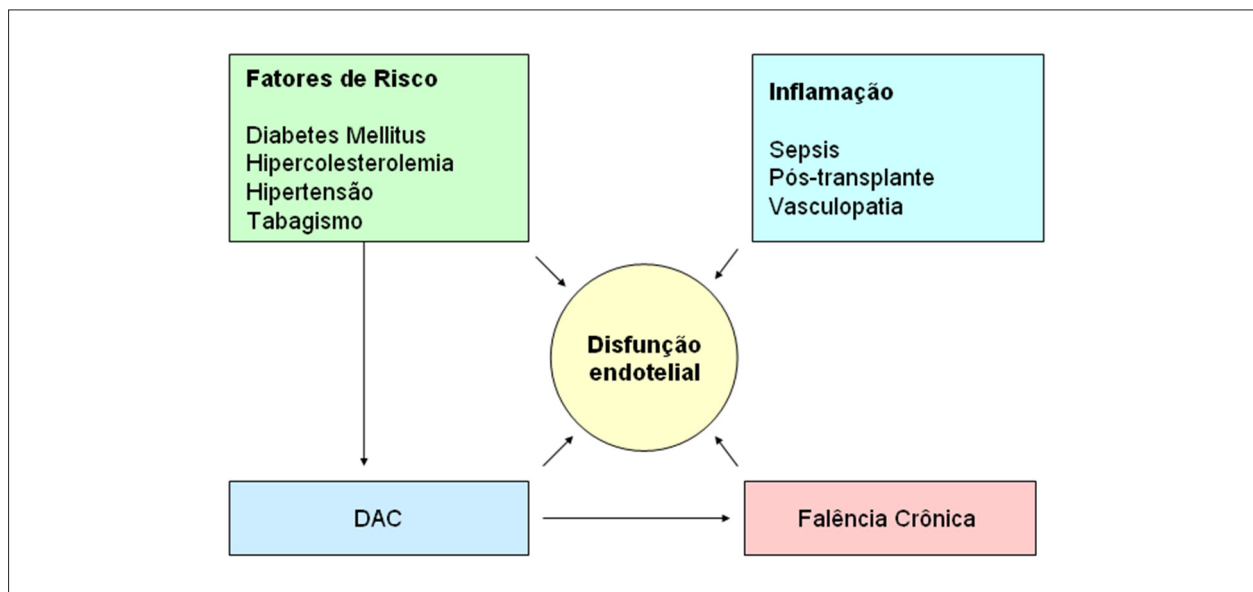 Fatores de Risco
Diabetes Mellitus
Hipercolesterolemia
Hipertensão
Tabagismo
Inflamação
Sepsis
Pós-transplante
Vasculopatia
Disfunção
endotelial
DAC
Falência Crônica